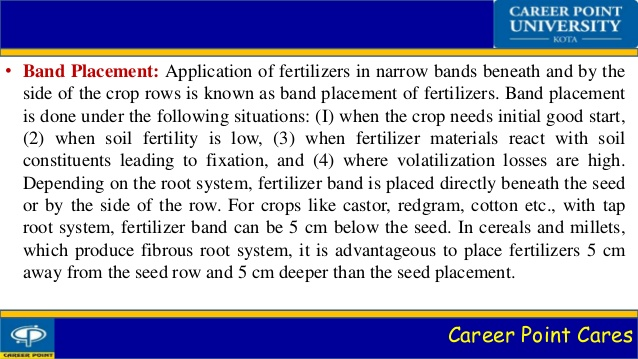 CAREER POINT
UNIVERSITY
KOTA
• Band Placement: Application of fertilizers in narrow bands beneath and by the
side of the crop rows is known as band placement of fertilizers. Band placement
is done under the following situations: (I) when the crop needs initial good start,
(2) when soil fertility is low, (3) when fertilizer materials react with soil
constituents leading to fixation, and (4) where volatilization losses are high.
Depending on the root system, fertilizer band is placed directly beneath the seed
or by the side of the row. For crops like castor, redgram, cotton etc., with tap
root system, fertilizer band can be 5 cm below the seed. In cereals and millets,
which produce fibrous root system, it is advantageous to place fertilizers 5 cm
away from the seed row and 5 cm deeper than the seed placement.
CAREER POINT
Career Point Cares